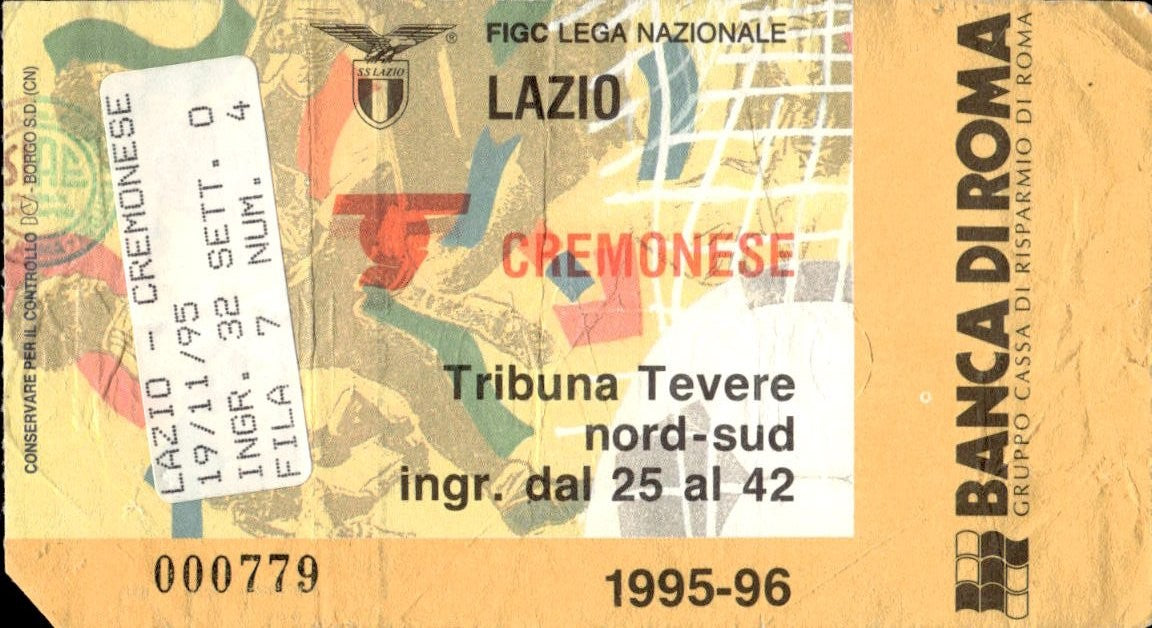 FIGC LEGA NAZIONALE
S S LAZIO
LAZIO
CREMONESE
Tribuna Tevere
nord-sud
ingr. dal 25 al 42
1995-96
000779
LAZIO - CREMONESE
19/11/95 SETT. O
INGR. 32 NUM. 4
FILA 7
CONSERVARE PER IL CONTROLLO - BORGO S.D. (CN)
BANCA DI ROMA
GRUPPO CASSA DI RISPARMIO DI ROMA